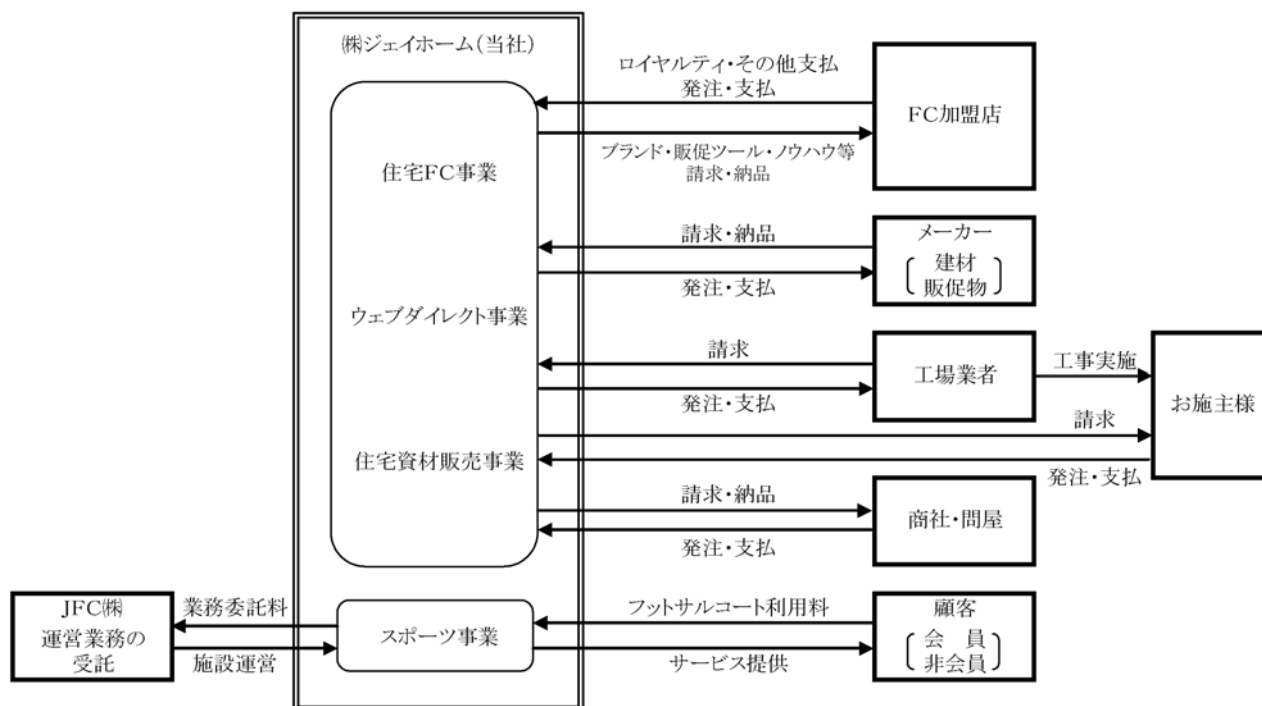 ㈱ジェイホーム(当社)
住宅FC事業
ウェブダイレクト事業
住宅資材販売事業
スポーツ事業
ロイヤルティ・その他支払
発注・支払
ブランド・販促ツール・ノウハウ等
請求・納品
FC加盟店
請求・納品
発注・支払
メーカー
建材
販促物
請求
発注・支払
工場業者
工事実施
お施主様
請求
発注・支払
請求・納品
発注・支払
商社・問屋
JFC㈱
運営業務の
受託
業務委託料
施設運営
フットサルコート利用料
サービス提供
顧客
会 員
非会員